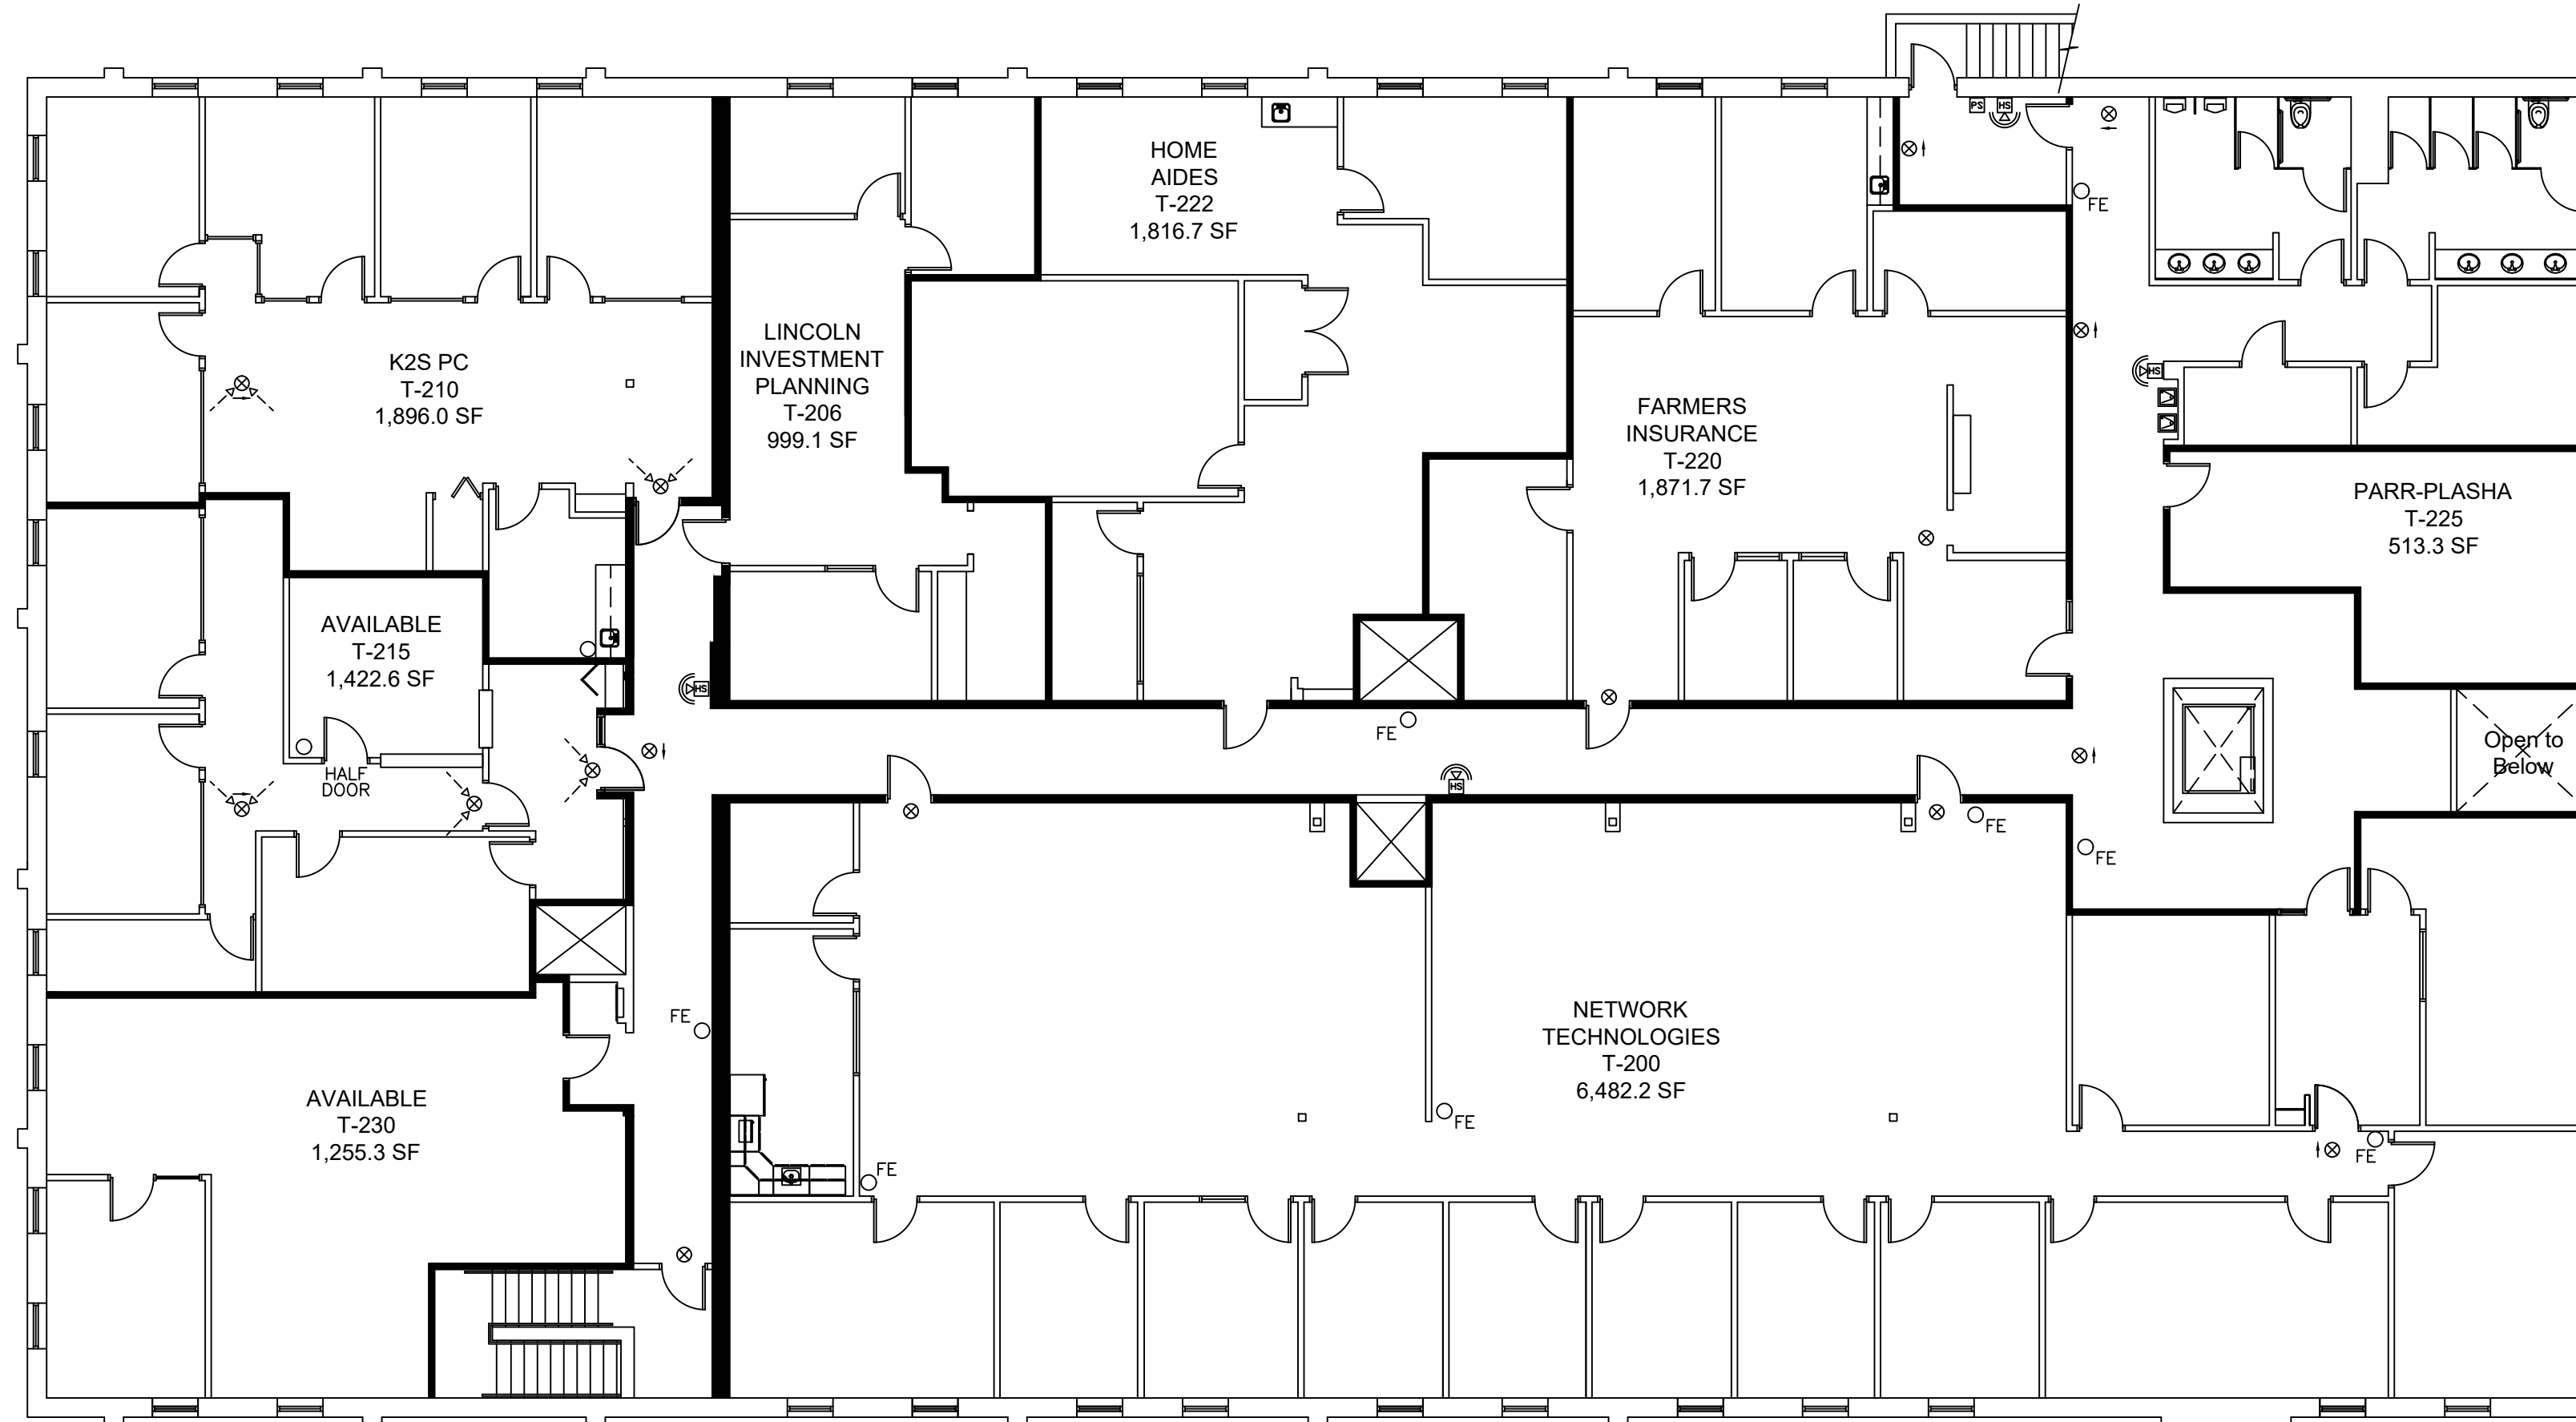 HOME
AIDES
T-222
1,816.7 SF
PS
HS
FE
LINCOLN
INVESTMENT
PLANNING
T-206
999.1 SF
K2S PC
T-210
1,896.0 SF
HS
FARMERS
INSURANCE
T-220
1,871.7 SF
PARR-PLASHA
T-225
513.3 SF
AVAILABLE
T-215
1,422.6 SF
HS
FE
HALF
DOOR
HS
Open to
Below
FE
FE
FE
NETWORK
TECHNOLOGIES
T-200
6,482.2 SF
AVAILABLE
T-230
1,255.3 SF
FE
FE
FE